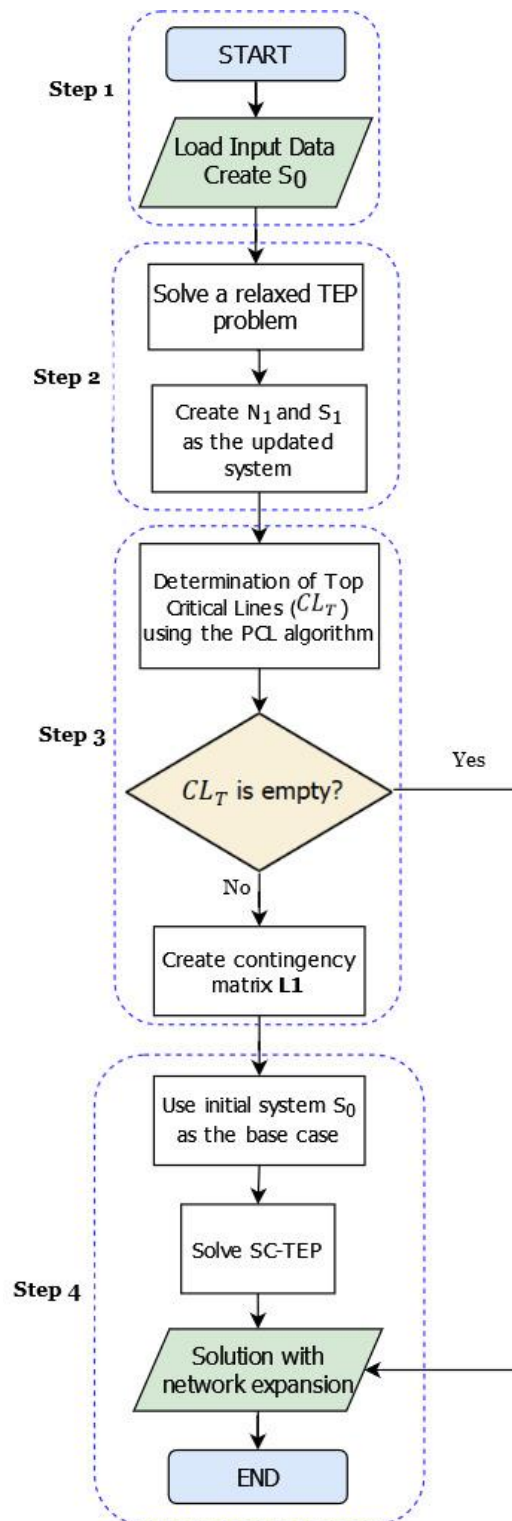 START
Step 1
Load Input Data
Create S₀
Solve a relaxed TEP
problem
Step 2
Create N₁ and S₁
as the updated
system
Determination of Top
Critical Lines (CL_T)
using the PCL algorithm
Step 3
Yes
CL_T is empty?
No
Create contingency
matrix L1
Use initial system S₀
as the base case
Solve SC-TEP
Step 4
Solution with
network expansion
END